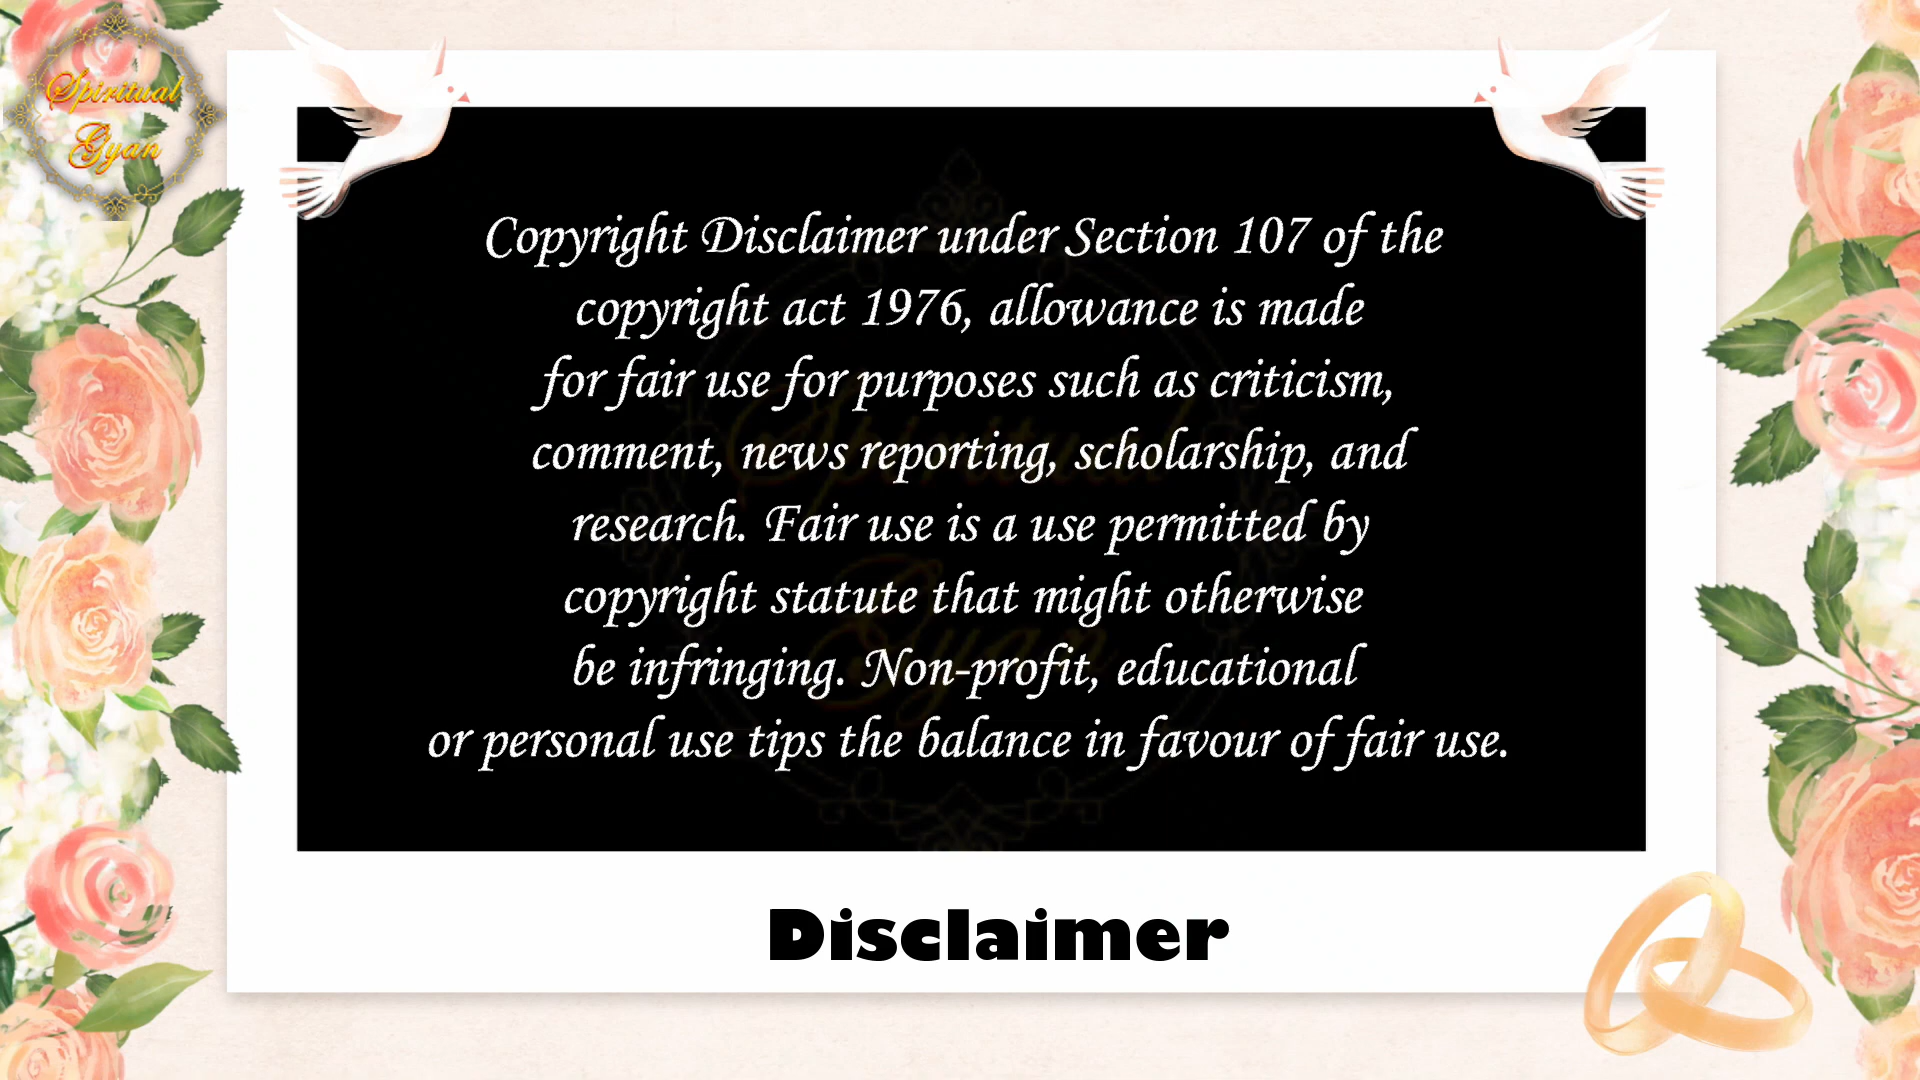 Spiritual
Gyan
Copyright Disclaimer under Section 107 of the
copyright act 1976, allowance is made
for fair use for purposes such as criticism,
comment, news reporting, scholarship, and
research. Fair use is a use permitted by
copyright statute that might otherwise
be infringing. Non-profit, educational
or personal use tips the balance in favour of fair use.
Disclaimer